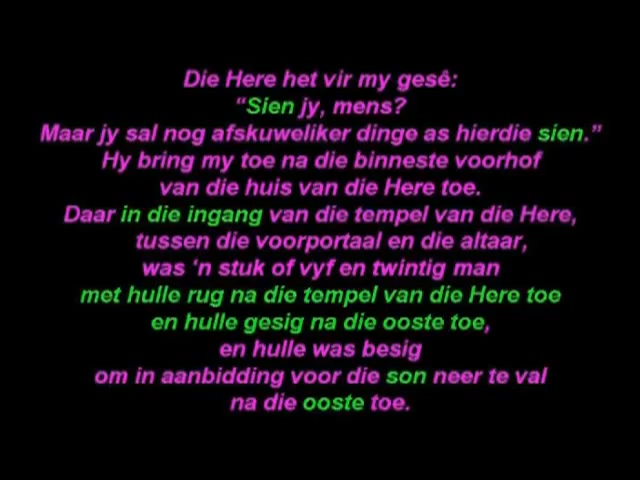 Die Here het vir my gesê:
“Sien jy, mens?
Maar jy sal nog afskuweliker dinge as hierdie sien.”
Hy bring my toe na die binneste voorhof
van die huis van die Here toe.
Daar in die ingang van die tempel van die Here,
tussen die voorportaal en die altaar,
was ‘n stuk of vyf en twintig man
met hulle rug na die tempel van die Here toe
en hulle gesig na die ooste toe,
en hulle was besig
om in aanbidding voor die son neer te val
na die ooste toe.